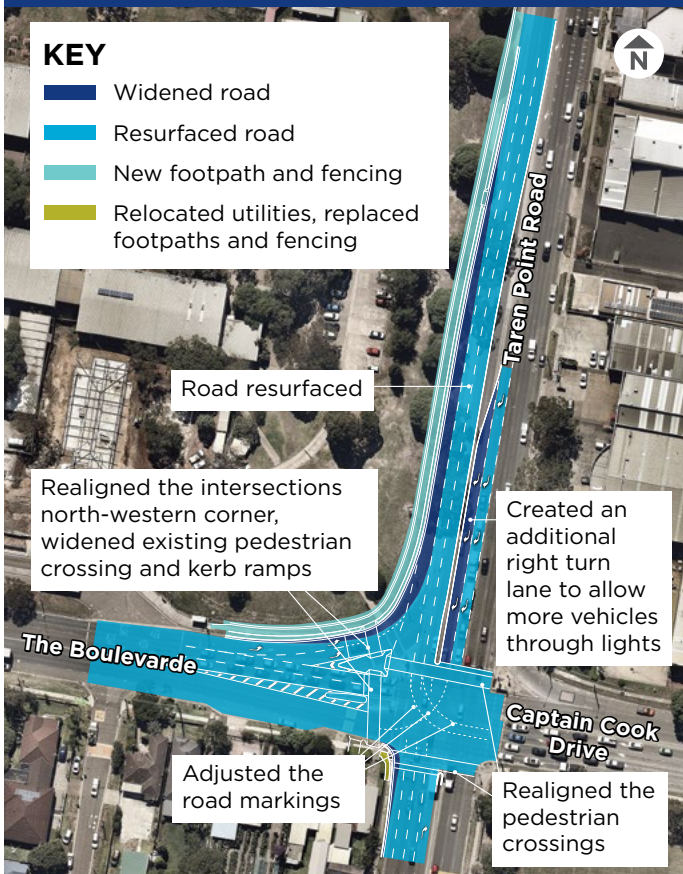 KEY
Widened road
Resurfaced road
New footpath and fencing
Relocated utilities, replaced
footpaths and fencing
N
Taren Point Road
Road resurfaced
Realigned the intersections
north-western corner,
widened existing pedestrian
crossing and kerb ramps
Created an
additional
right turn
lane to allow
more vehicles
through lights
The Boulevarde
Captain Cook
Drive
Adjusted the
road markings
Realigned the
pedestrian
crossings